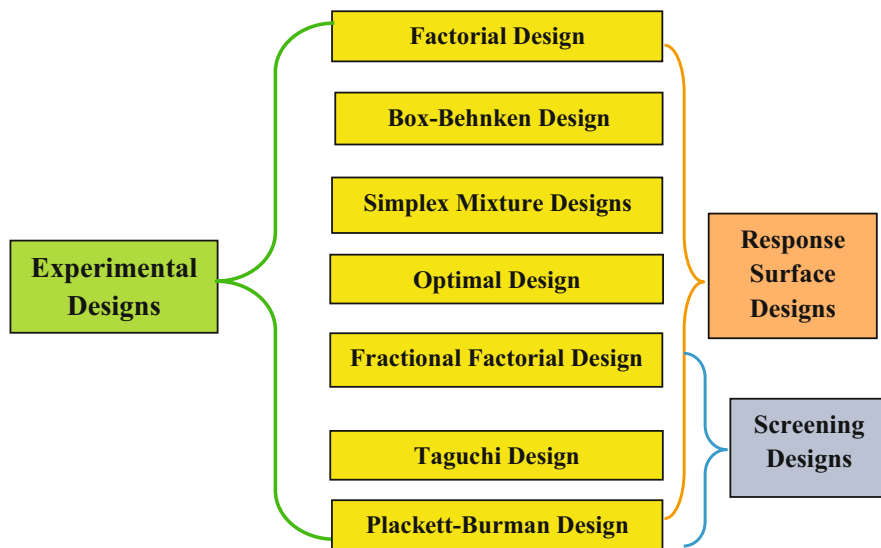 Experimental
Designs
Factorial Design
Box-Behnken Design
Simplex Mixture Designs
Optimal Design
Fractional Factorial Design
Taguchi Design
Plackett-Burman Design
Response
Surface
Designs
Screening
Designs